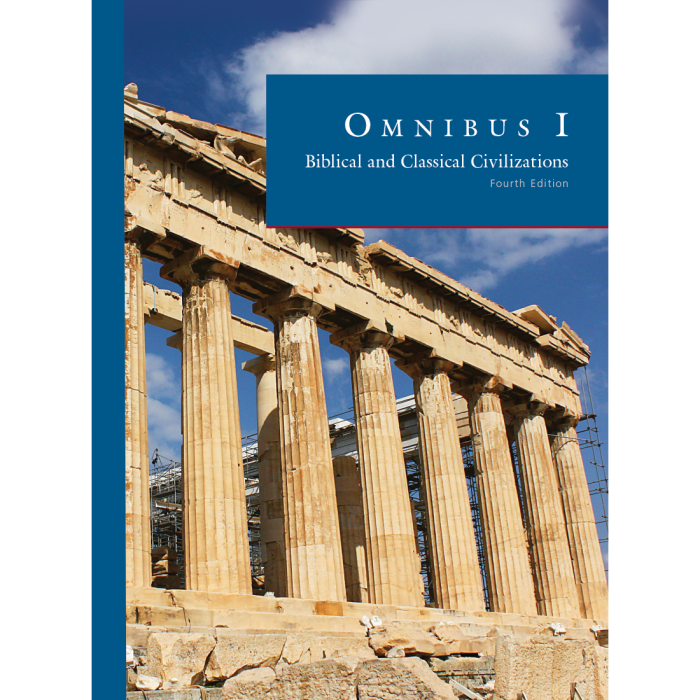 Omnibus I
Biblical and Classical Civilizations
Fourth Edition